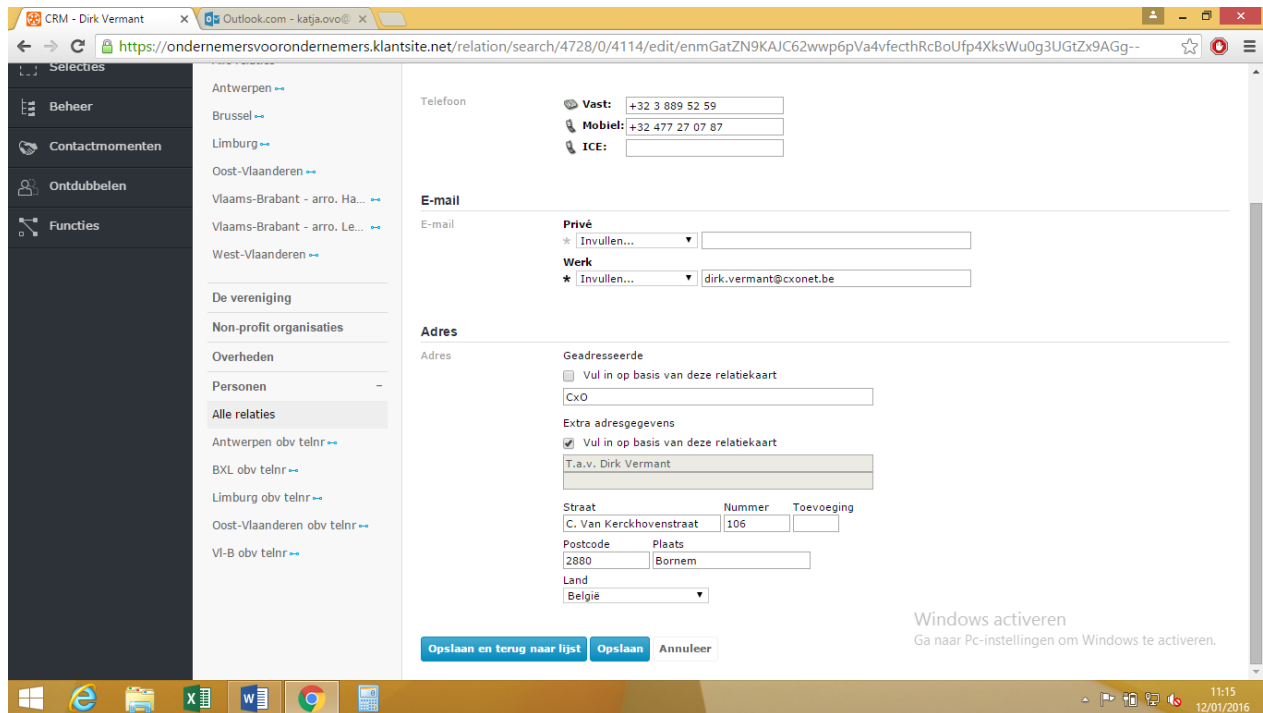 CRM - Dirk Vermant
Outlook.com - katja.ovo@
https://ondernemersvoorondernemers.klantsite.net/relation/search/4728/0/4114/edit/enmGatZN9KAJC62wwp6pVa4vfecthRcBoUfp4XksWu0g3UGtZx9AGg--
Selecties
Beheer
Contactmomenten
Ontdubbelen
Functies
Alle relaties
Antwerpen
Brussel
Limburg
Oost-Vlaanderen
Vlaams-Brabant - arro. Ha...
Vlaams-Brabant - arro. Le...
West-Vlaanderen
De vereniging
Non-profit organisaties
Overheden
Personen −
Alle relaties
Antwerpen obv telnr
BXL obv telnr
Limburg obv telnr
Oost-Vlaanderen obv telnr
Vl-B obv telnr
Telefoon
Vast: +32 3 889 52 59
Mobiel: +32 477 27 07 87
ICE:
E-mail
E-mail
Privé
* Invullen...
Werk
* Invullen... dirk.vermant@cxonet.be
Adres
Adres
Geadresseerde
Vul in op basis van deze relatiekaart
CxO
Extra adresgegevens
Vul in op basis van deze relatiekaart
T.a.v. Dirk Vermant
Straat Nummer Toevoeging
C. Van Kerckhovenstraat 106
Postcode Plaats
2880 Bornem
Land
België
Opslaan en terug naar lijst Opslaan Annuleer
Windows activeren
Ga naar Pc-instellingen om Windows te activeren.
11:15
12/01/2016